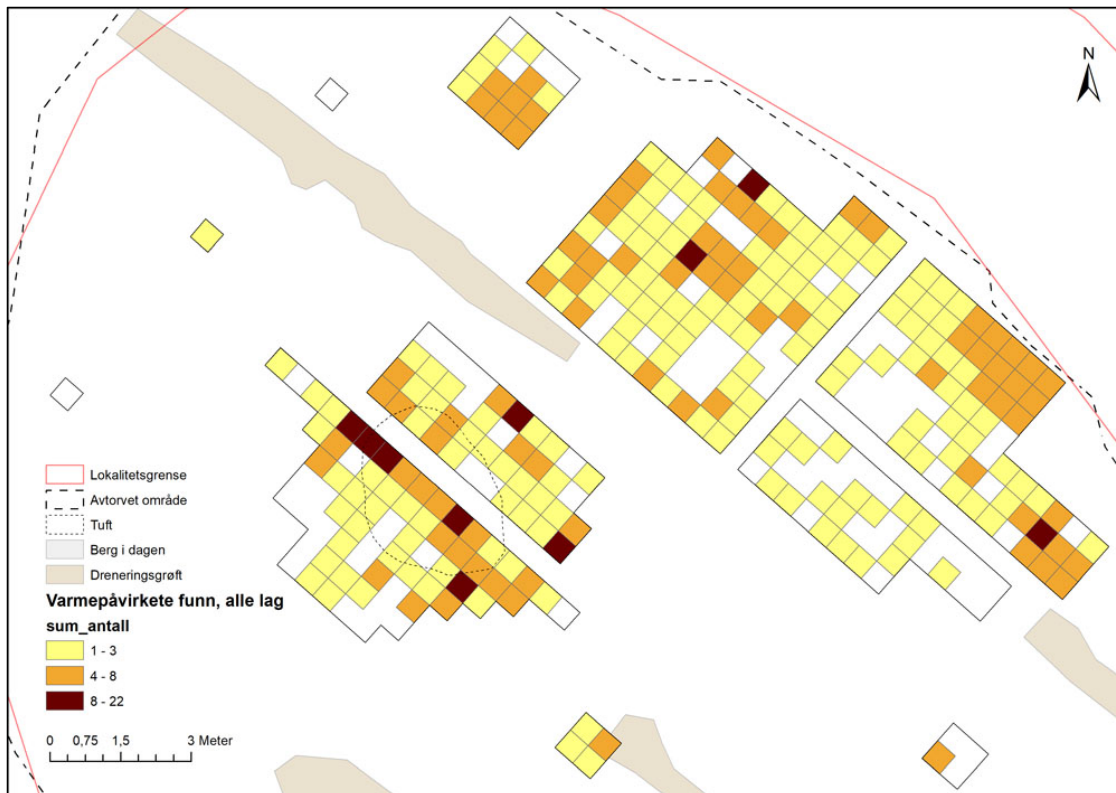 N
Lokalitetsgrense
Avtorvet område
Tuft
Berg i dagen
Dreneringsgrøft
Varmepåvirkete funn, alle lag
sum_antall
1 - 3
4 - 8
8 - 22
0 0,75 1,5 3 Meter